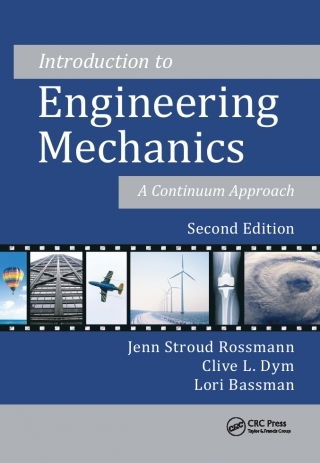 Introduction to
Engineering
Mechanics
A Continuum Approach
Second Edition
Jenn Stroud Rossmann
Clive L. Dym
Lori Bassman
CRC Press
Taylor & Francis Group